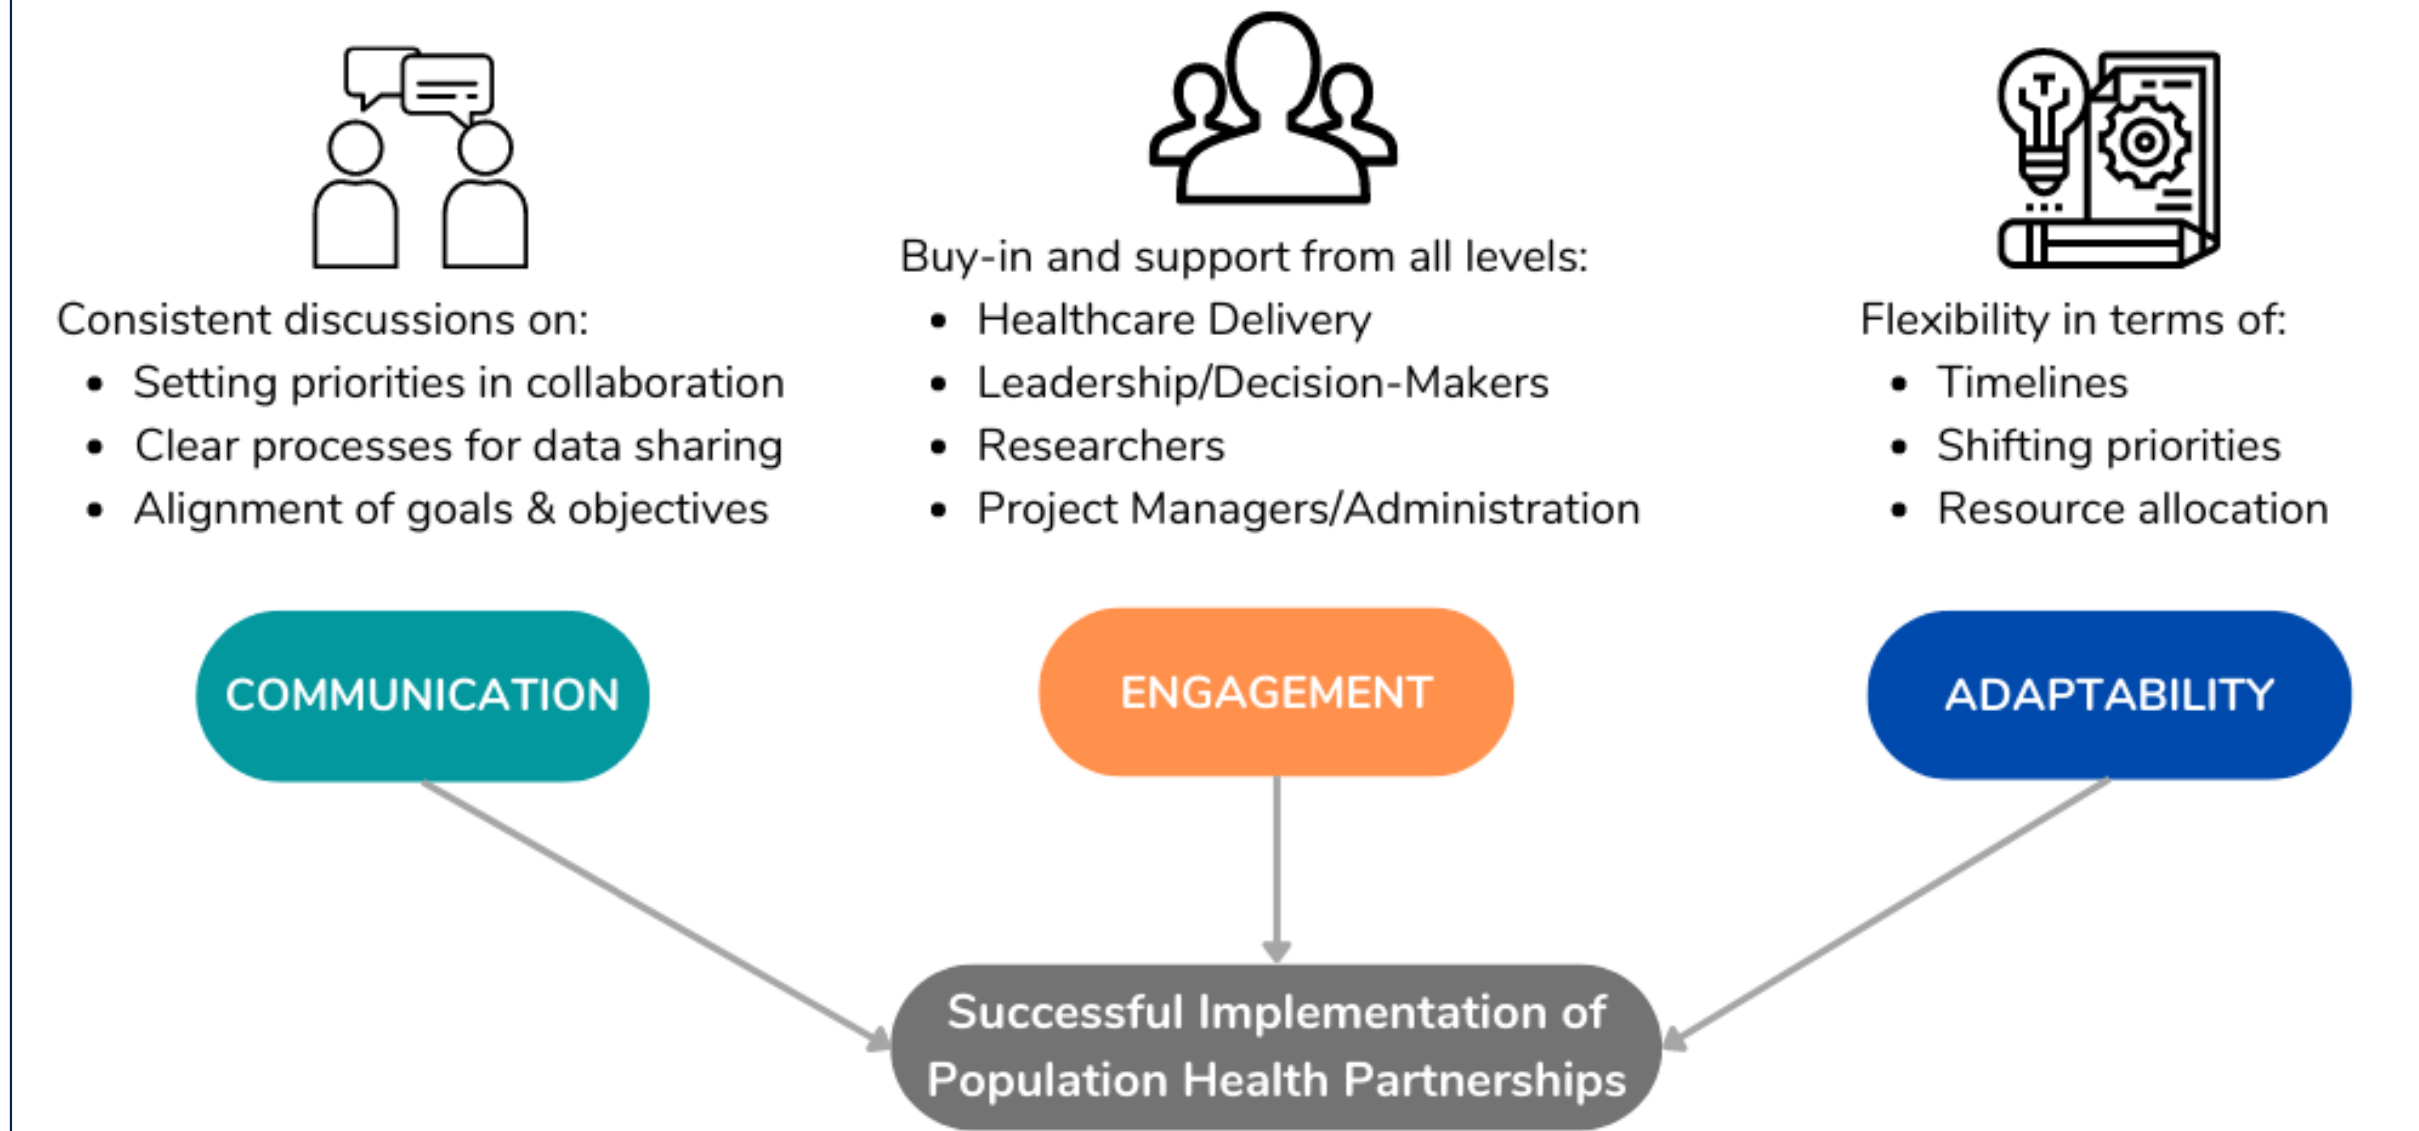 Consistent discussions on:
• Setting priorities in collaboration
• Clear processes for data sharing
• Alignment of goals & objectives
COMMUNICATION
Buy-in and support from all levels:
• Healthcare Delivery
• Leadership/Decision-Makers
• Researchers
• Project Managers/Administration
ENGAGEMENT
Flexibility in terms of:
• Timelines
• Shifting priorities
• Resource allocation
ADAPTABILITY
Successful Implementation of
Population Health Partnerships